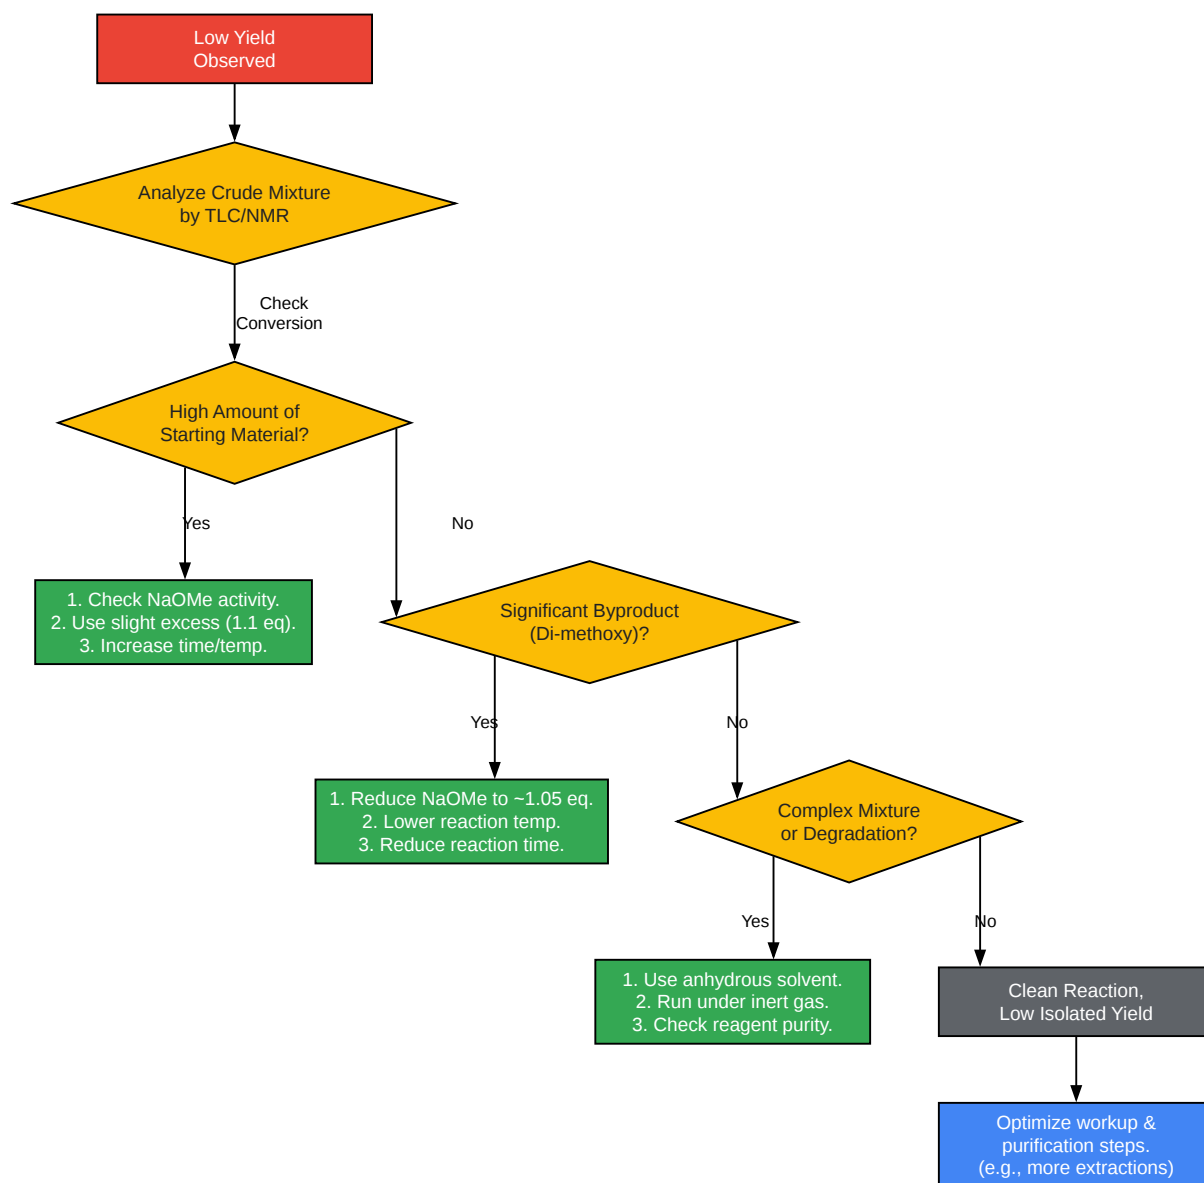 Low Yield
Observed
Analyze Crude Mixture
by TLC/NMR
Check
Conversion
High Amount of
Starting Material?
Yes
No
1. Check NaOMe activity.
2. Use slight excess (1.1 eq).
3. Increase time/temp.
Significant Byproduct
(Di-methoxy)?
Yes
No
1. Reduce NaOMe to ~1.05 eq.
2. Lower reaction temp.
3. Reduce reaction time.
Complex Mixture
or Degradation?
Yes
No
1. Use anhydrous solvent.
2. Run under inert gas.
3. Check reagent purity.
Clean Reaction,
Low Isolated Yield
Optimize workup &
purification steps.
(e.g., more extractions)